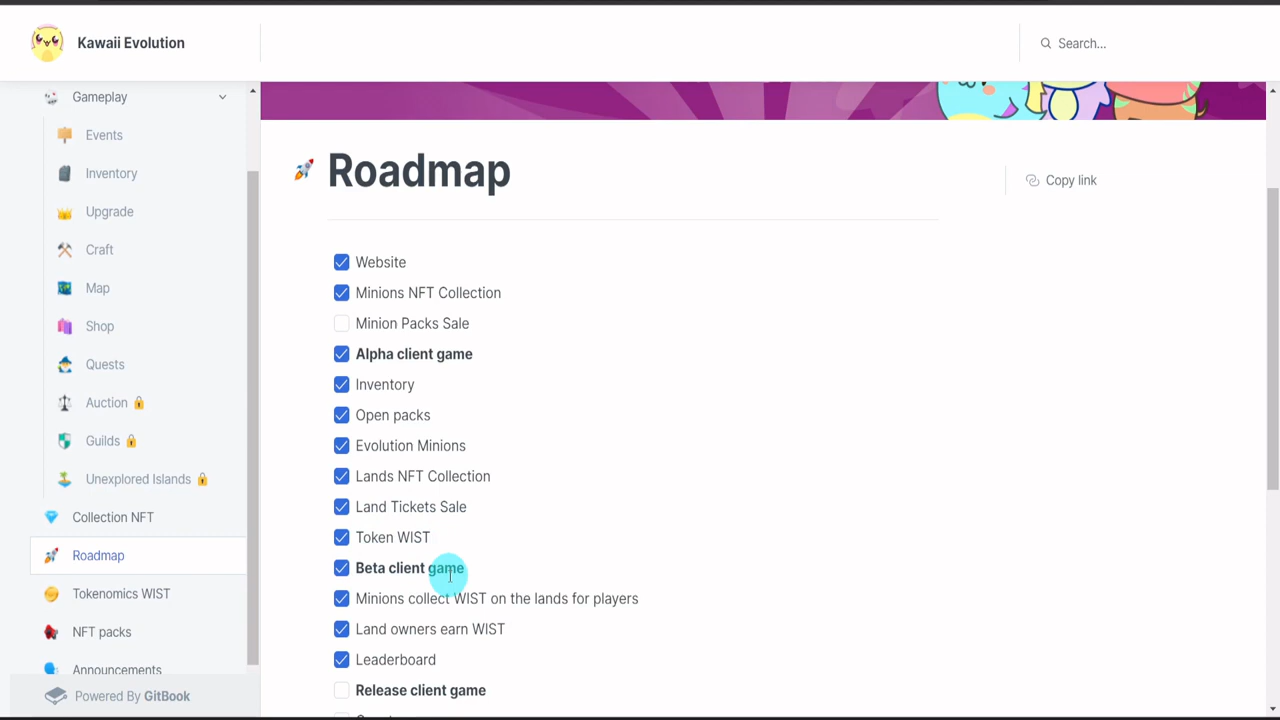 Kawaii Evolution
Search...
Gameplay
Events
Inventory
Upgrade
Craft
Map
Shop
Quests
Auction
Guilds
Unexplored Islands
Collection NFT
Roadmap
Tokenomics WIST
NFT packs
Announcements
Powered By GitBook
Roadmap
Copy link
Website
Minions NFT Collection
Minion Packs Sale
Alpha client game
Inventory
Open packs
Evolution Minions
Lands NFT Collection
Land Tickets Sale
Token WIST
Beta client game
Minions collect WIST on the lands for players
Land owners earn WIST
Leaderboard
Release client game